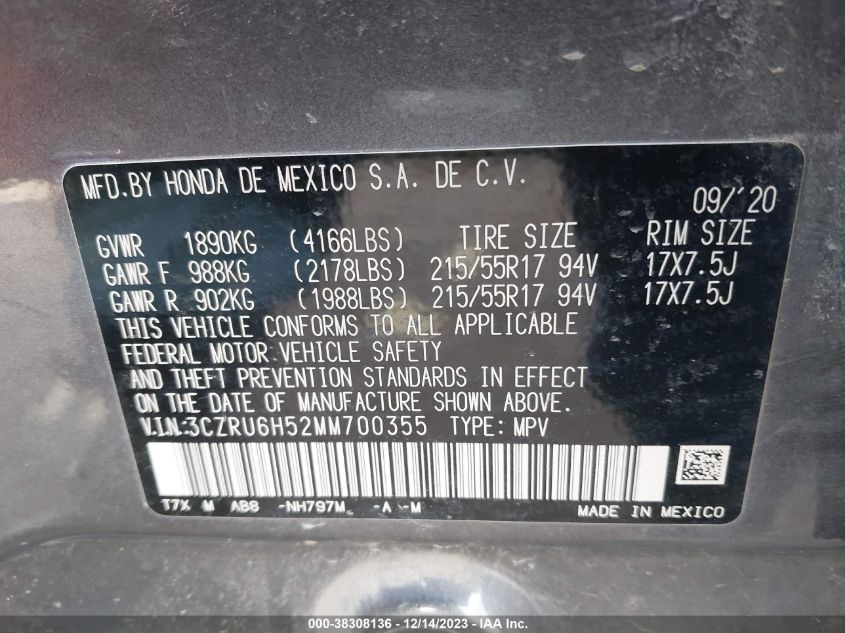 MFD.BY HONDA DE MEXICO S.A. DE C.V.
09/'20
GVWR 1890KG (4166LBS) TIRE SIZE RIM SIZE
GAWR F 988KG (2178LBS) 215/55R17 94V 17X7.5J
GAWR R 902KG (1988LBS) 215/55R17 94V 17X7.5J
THIS VEHICLE CONFORMS TO ALL APPLICABLE
FEDERAL MOTOR VEHICLE SAFETY
AND THEFT PREVENTION STANDARDS IN EFFECT
ON THE DATE OF MANUFACTURE SHOWN ABOVE.
V.I.N:3CZRU6H52MM700355 TYPE: MPV
T7X M AB8 -NH797M -A -M
MADE IN MEXICO
000-38308136 - 12/14/2023 - IAA Inc.